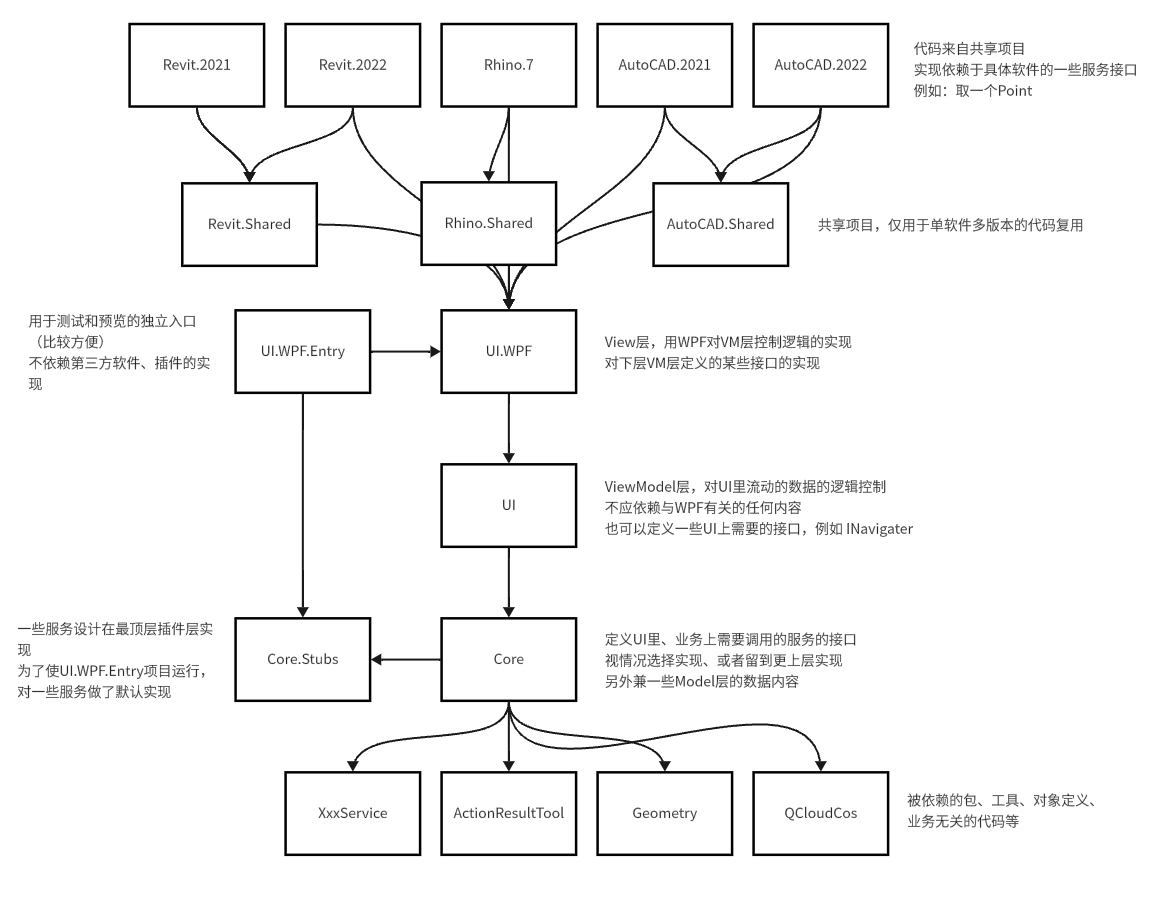 Revit.2021
Revit.2022
Rhino.7
AutoCAD.2021
AutoCAD.2022
代码来自共享项目
实现依赖于具体软件的一些服务接口
例如：取一个Point
Revit.Shared
Rhino.Shared
AutoCAD.Shared
共享项目，仅用于单软件多版本的代码复用
用于测试和预览的独立入口
（比较方便）
不依赖第三方软件、插件的实
现
UI.WPF.Entry
UI.WPF
View层，用WPF对VM层控制逻辑的实现
对下层VM层定义的某些接口的实现
UI
ViewModel层，对UI里流动的数据的逻辑控制
不应依赖与WPF有关的任何内容
也可以定义一些UI上需要的接口，例如 INavigater
一些服务设计在最顶层插件层实
现
为了使UI.WPF.Entry项目运行，
对一些服务做了默认实现
Core.Stubs
Core
定义UI里、业务上需要调用的服务的接口
视情况选择实现、或者留到更上层实现
另外兼一些Model层的数据内容
XxxService
ActionResultTool
Geometry
QCloudCos
被依赖的包、工具、对象定义、
业务无关的代码等